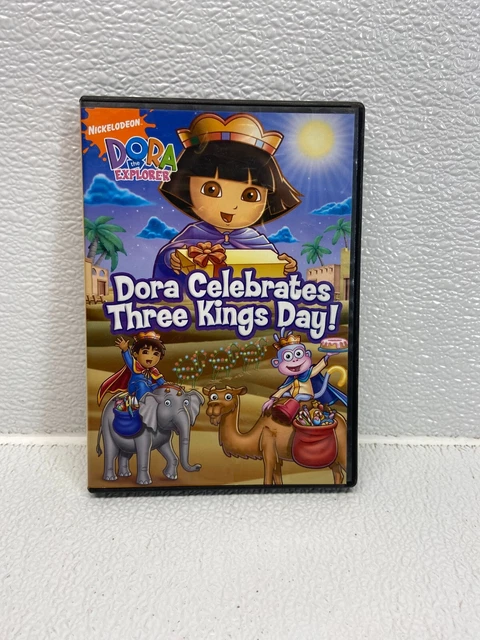 NICKELODEON
DORA
the
EXPLORER
Dora Celebrates
Three Kings Day!